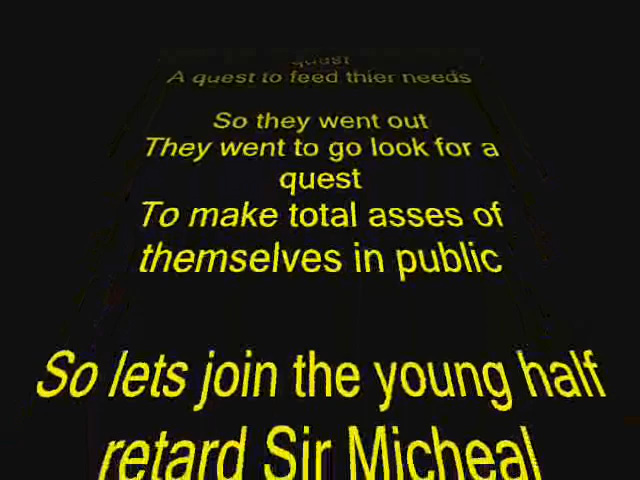 quest
A quest to feed thier needs
So they went out
They went to go look for a
quest
To make total asses of
themselves in public
So lets join the young half
retard Sir Micheal